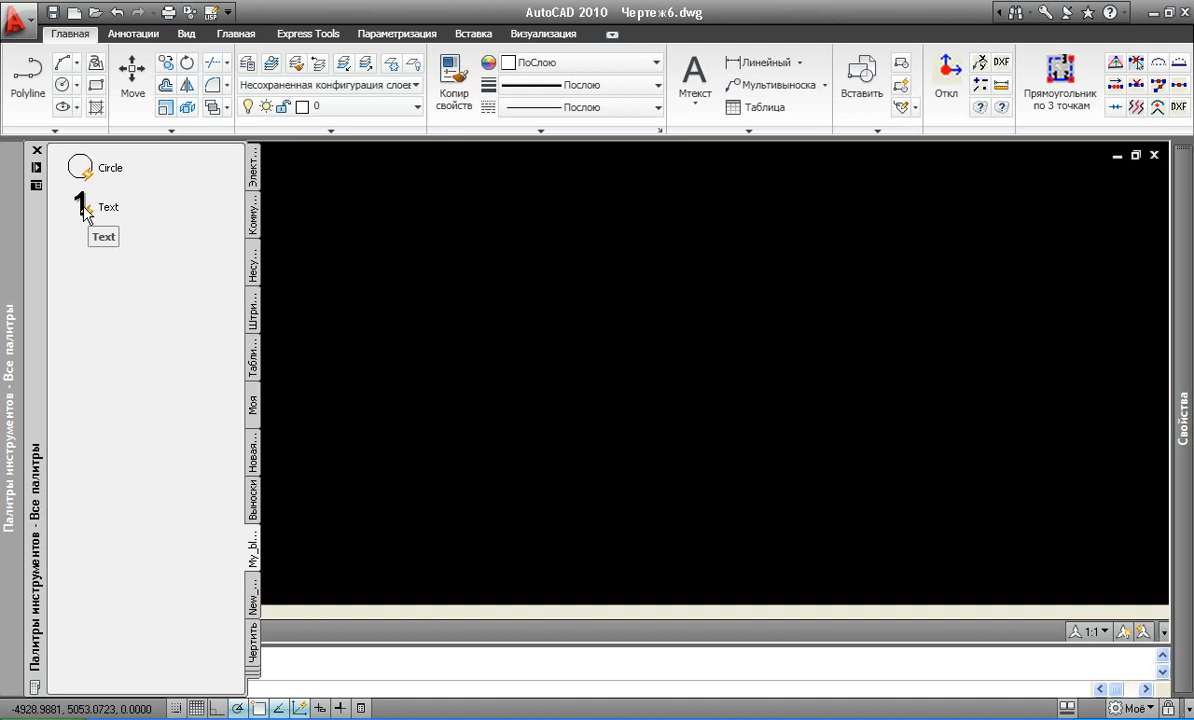 AutoCAD 2010 Чертеж6.dwg
Главная Аннотации Вид Главная Express Tools Параметризация Вставка Визуализация
Polyline
Move
Несохраненная конфигурация слоев
0
Копир
свойств
ПоСлою
Послою
Послою
Мтекст
Линейный
Мультивыноска
Таблица
Вставить
Откл
DXF
Прямоугольник
по 3 точкам
DXF
Circle
1 Text
Text
Элект...
Комму...
Несу...
Штри...
Табли...
Моя
Новая...
Выноски
My_bl...
New_...
Чертить
Палитры инструментов - Все палитры
Палитры инструментов - Все палитры
Свойства
1:1
-4928.9881, 5053.0723, 0.0000
Моё